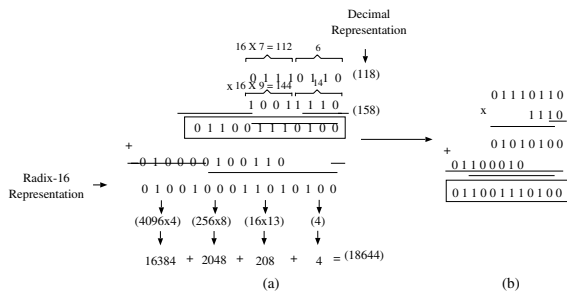 Decimal
Representation
16 X 7 = 112 6
0 1 1 1 0 1 1 0 (118)
x 16 X 9 = 144 14
1 0 0 1 1 1 1 0 (158)
0 1 1 0 0 1 1 1 0 1 0 0
+
0 1 0 0 0 0 1 0 0 1 1 0
Radix-16
Representation
0 1 0 0 1 0 0 0 1 1 0 1 0 1 0 0
(4096x4) (256x8) (16x13) (4)
16384 + 2048 + 208 + 4 = (18644)
(a)
0 1 1 1 0 1 1 0
x 1 1 1 0
0 1 0 1 0 1 0 0
+
0 1 1 0 0 0 1 0
0 1 1 0 0 1 1 1 0 1 0 0
(b)